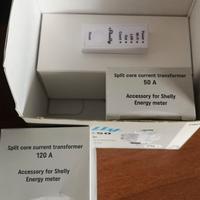 Shelly
Split core current transformer
50 A
Accessory for Shelly
Energy meter
Split core current transformer
120 A
Accessory for Shelly
Energy meter